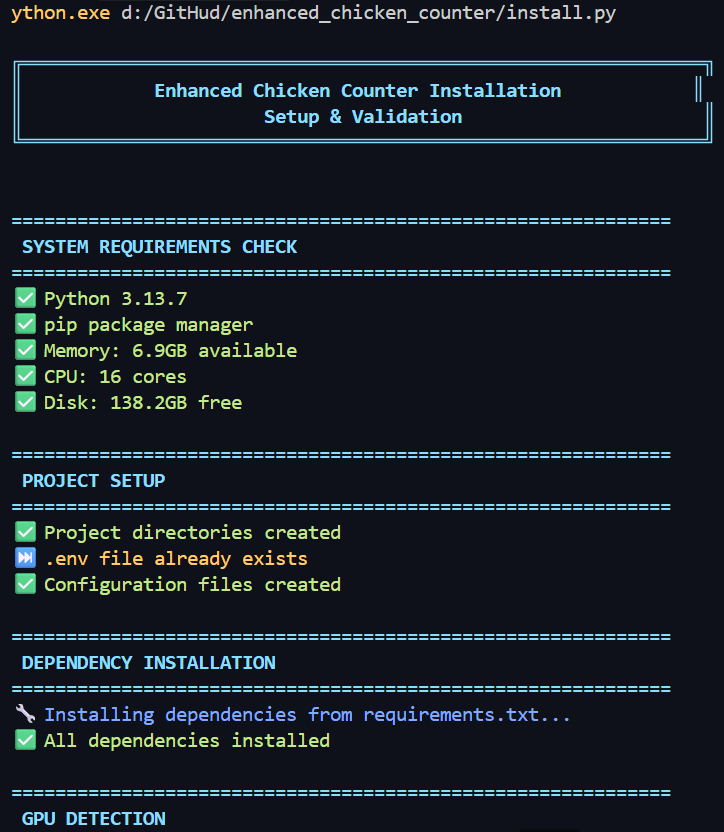 ython.exe d:/GitHud/enhanced_chicken_counter/install.py
Enhanced Chicken Counter Installation
Setup & Validation
============================================================
SYSTEM REQUIREMENTS CHECK
============================================================
✅ Python 3.13.7
✅ pip package manager
✅ Memory: 6.9GB available
✅ CPU: 16 cores
✅ Disk: 138.2GB free
============================================================
PROJECT SETUP
============================================================
✅ Project directories created
⏭️ .env file already exists
✅ Configuration files created
============================================================
DEPENDENCY INSTALLATION
============================================================
🔧 Installing dependencies from requirements.txt...
✅ All dependencies installed
============================================================
GPU DETECTION